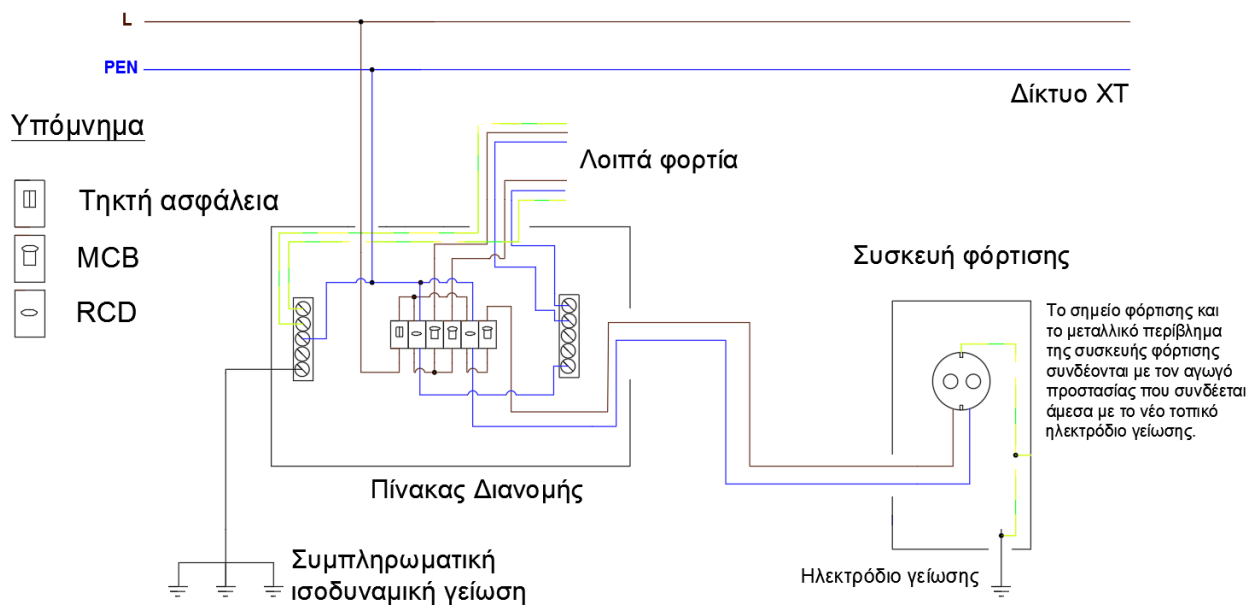 L
PEN
Δίκτυο ΧΤ
Υπόμνημα
Τηκτή ασφάλεια
MCB
RCD
Λοιπά φορτία
Συσκευή φόρτισης
Το σημείο φόρτισης και
το μεταλλικό περίβλημα
της συσκευής φόρτισης
συνδέονται με τον αγωγό
προστασίας που συνδέεται
άμεσα με το νέο τοπικό
ηλεκτρόδιο γείωσης.
Πίνακας Διανομής
Συμπληρωματική
ισοδυναμική γείωση
Ηλεκτρόδιο γείωσης